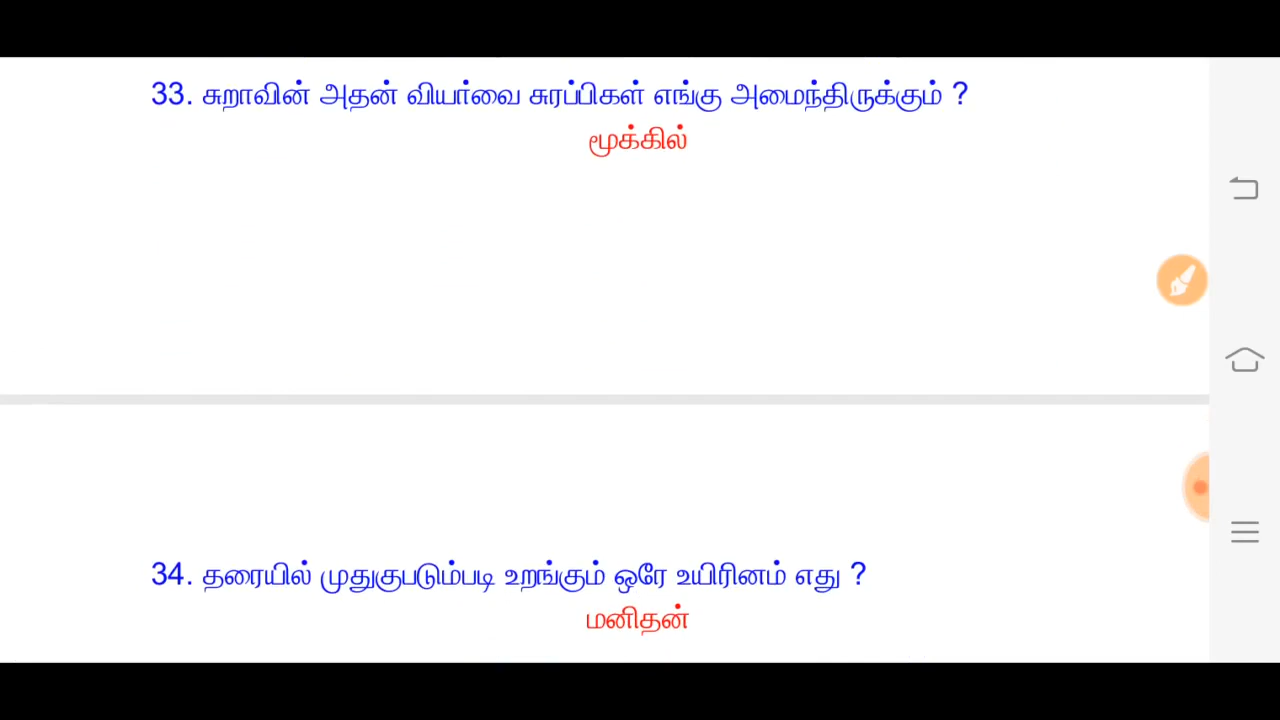 33. சுறாவின் அதன் வியர்வை சுரப்பிகள் எங்கு அமைந்திருக்கும் ?
மூக்கில்
34. தரையில் முதுகுபடும்படி உறங்கும் ஒரே உயிரினம் எது ?
மனிதன்